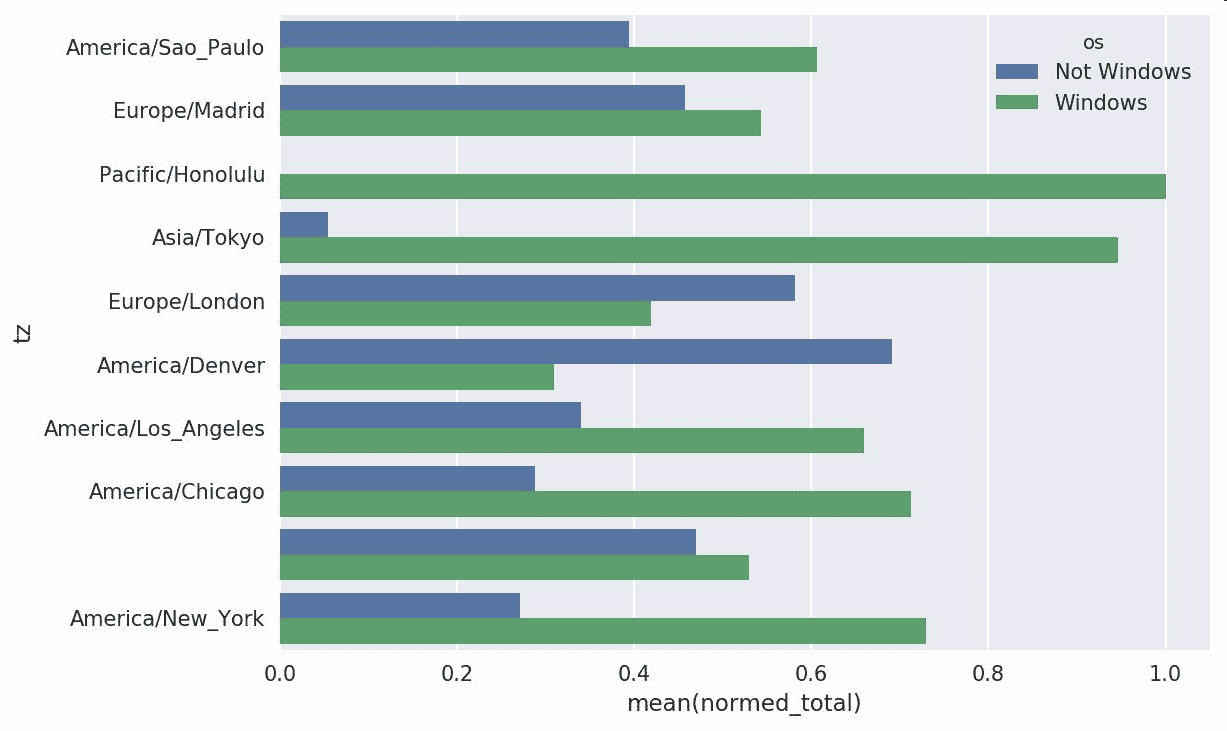 America/Sao_Paulo
Europe/Madrid
Pacific/Honolulu
Asia/Tokyo
Europe/London
America/Denver
America/Los_Angeles
America/Chicago
America/New_York
tz
os
Not Windows
Windows
0.0 0.2 0.4 0.6 0.8 1.0
mean(normed_total)